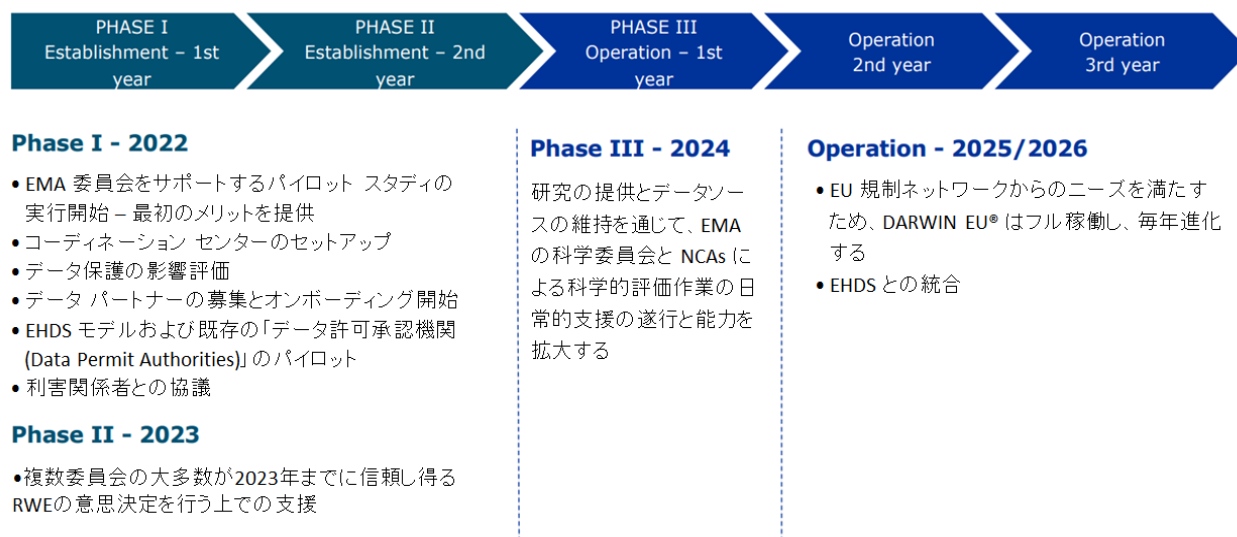 PHASE I
Establishment – 1st
year
PHASE II
Establishment – 2nd
year
PHASE III
Operation – 1st
year
Operation
2nd year
Operation
3rd year
Phase I - 2022
• EMA 委員会をサポートするパイロット スタディの
実行開始 – 最初のメリットを提供
• コーディネーション センターのセットアップ
• データ保護の影響評価
• データ パートナーの募集とオンボーディング開始
• EHDS モデルおよび既存の「データ許可承認機関
(Data Permit Authorities)」のパイロット
• 利害関係者との協議
Phase II - 2023
•複数委員会の大多数が2023年までに信頼し得る
RWEの意思決定を行う上での支援
Phase III - 2024
研究の提供とデータソー
スの維持を通じて、EMA
の科学委員会と NCAs に
よる科学的評価作業の日
常的支援の遂行と能力を
拡大する
Operation - 2025/2026
• EU 規制ネットワークからのニーズを満たす
ため、DARWIN EU® はフル稼働し、毎年進化
する
• EHDS との統合